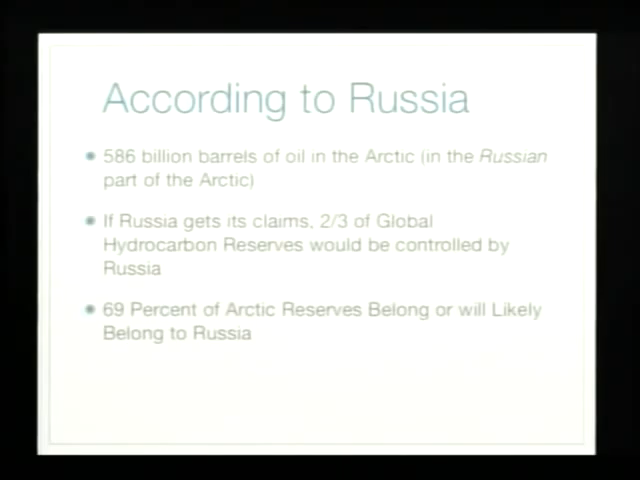 According to Russia
586 billion barrels of oil in the Arctic (in the Russian
part of the Arctic)
If Russia gets its claims, 2/3 of Global
Hydrocarbon Reserves would be controlled by
Russia
69 Percent of Arctic Reserves Belong or will Likely
Belong to Russia